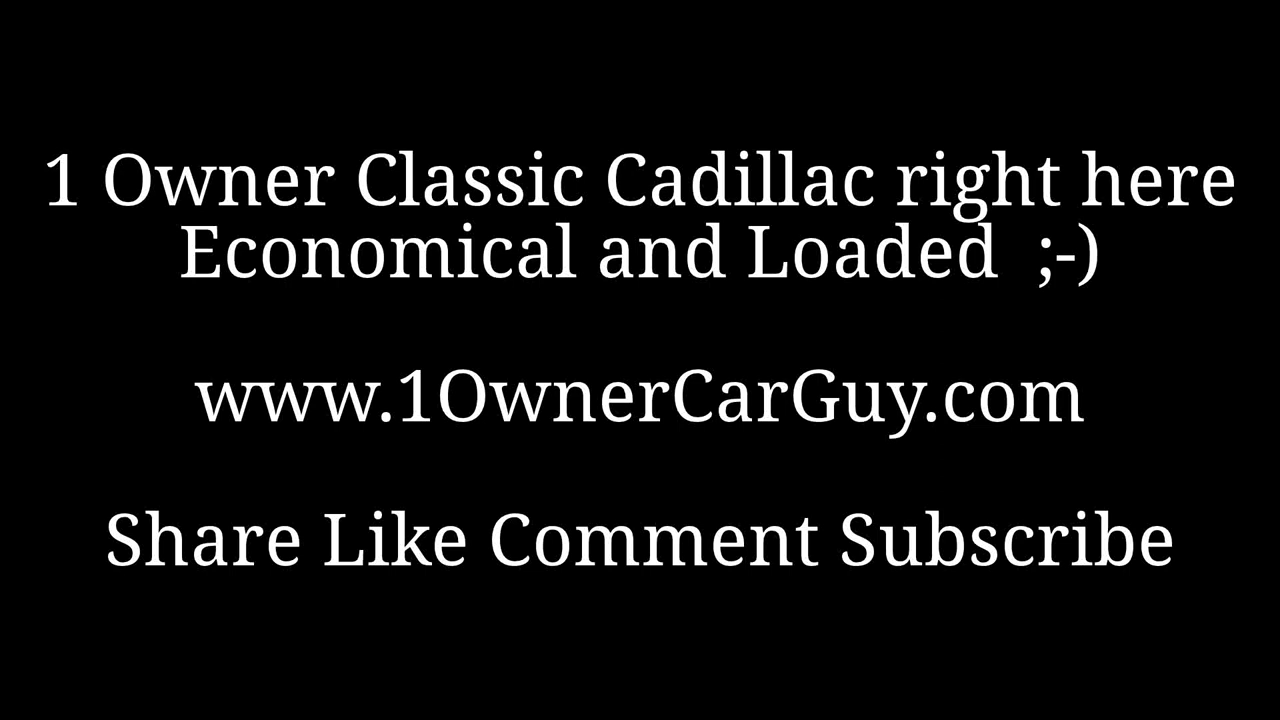 1 Owner Classic Cadillac right here
Economical and Loaded  ;-)
www.1OwnerCarGuy.com
Share Like Comment Subscribe